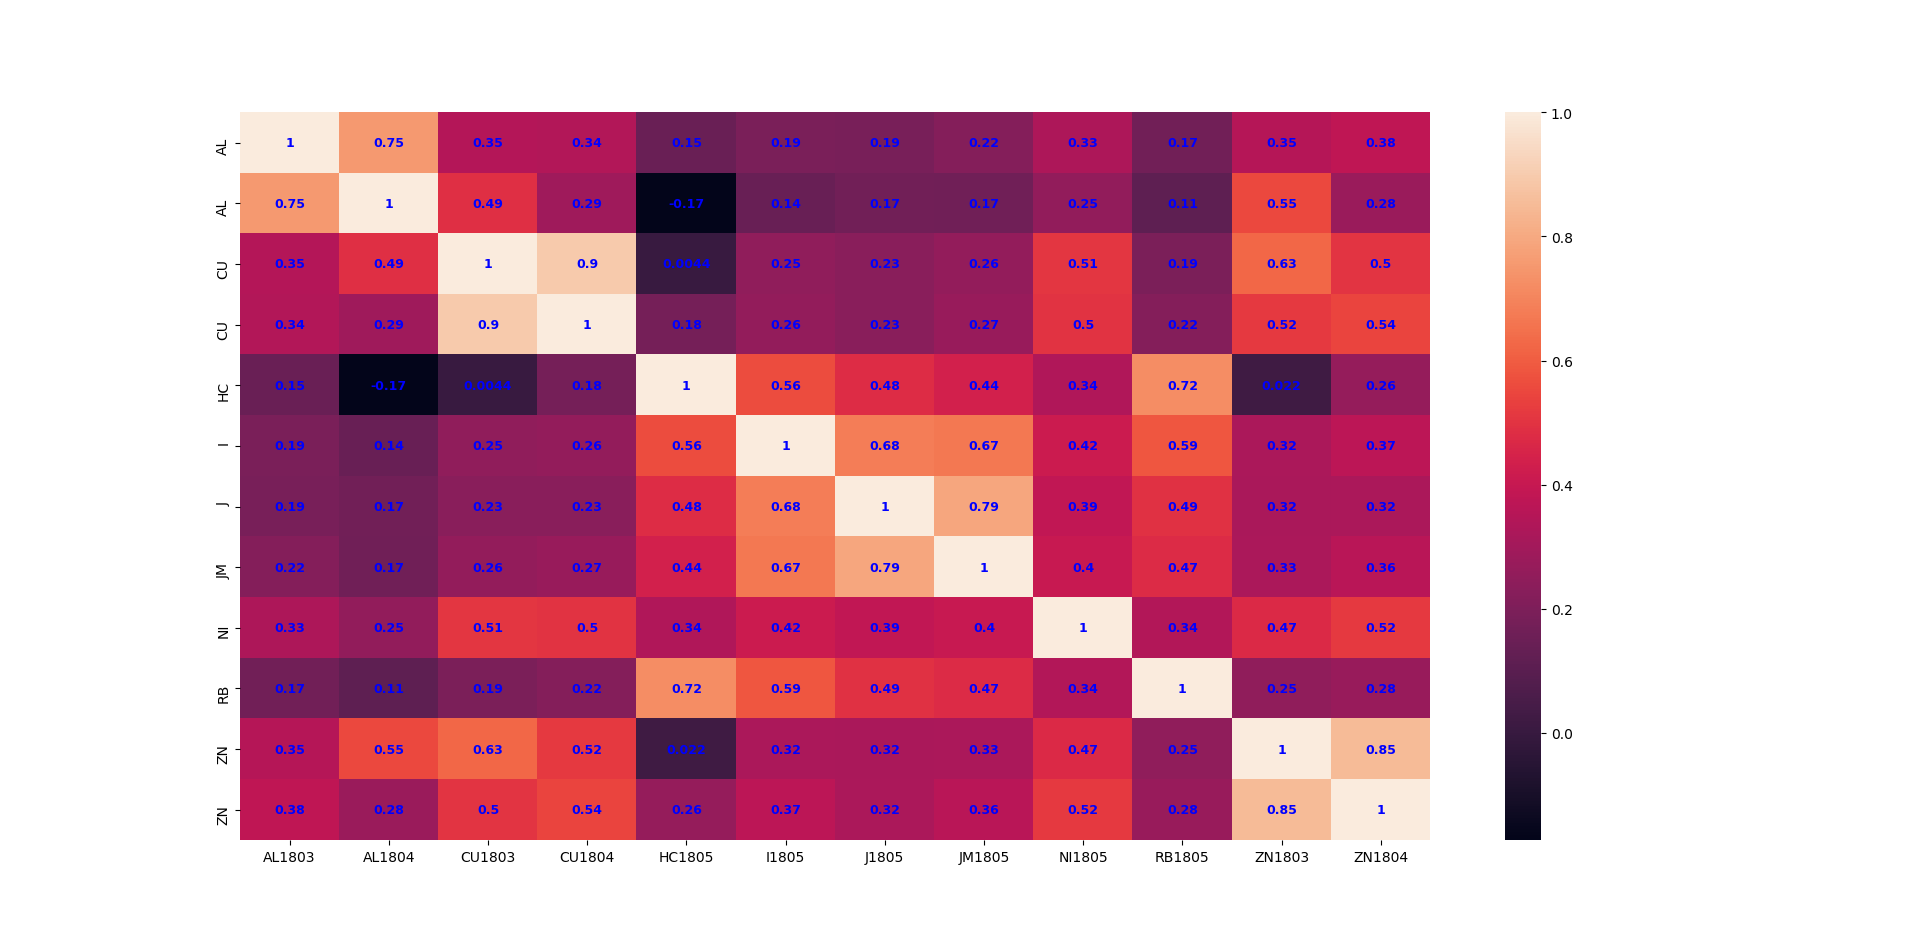 AL 1 0.75 0.35 0.34 0.15 0.19 0.19 0.22 0.33 0.17 0.35 0.38
AL 0.75 1 0.49 0.29 -0.17 0.14 0.17 0.17 0.25 0.11 0.55 0.28
CU 0.35 0.49 1 0.9 0.0044 0.25 0.23 0.26 0.51 0.19 0.63 0.5
CU 0.34 0.29 0.9 1 0.18 0.26 0.23 0.27 0.5 0.22 0.52 0.54
HC 0.15 -0.17 0.0044 0.18 1 0.56 0.48 0.44 0.34 0.72 0.022 0.26
I 0.19 0.14 0.25 0.26 0.56 1 0.68 0.67 0.42 0.59 0.32 0.37
J 0.19 0.17 0.23 0.23 0.48 0.68 1 0.79 0.39 0.49 0.32 0.32
JM 0.22 0.17 0.26 0.27 0.44 0.67 0.79 1 0.4 0.47 0.33 0.36
NI 0.33 0.25 0.51 0.5 0.34 0.42 0.39 0.4 1 0.34 0.47 0.52
RB 0.17 0.11 0.19 0.22 0.72 0.59 0.49 0.47 0.34 1 0.25 0.28
ZN 0.35 0.55 0.63 0.52 0.022 0.32 0.32 0.33 0.47 0.25 1 0.85
ZN 0.38 0.28 0.5 0.54 0.26 0.37 0.32 0.36 0.52 0.28 0.85 1
AL1803 AL1804 CU1803 CU1804 HC1805 I1805 J1805 JM1805 NI1805 RB1805 ZN1803 ZN1804
1.0
0.8
0.6
0.4
0.2
0.0